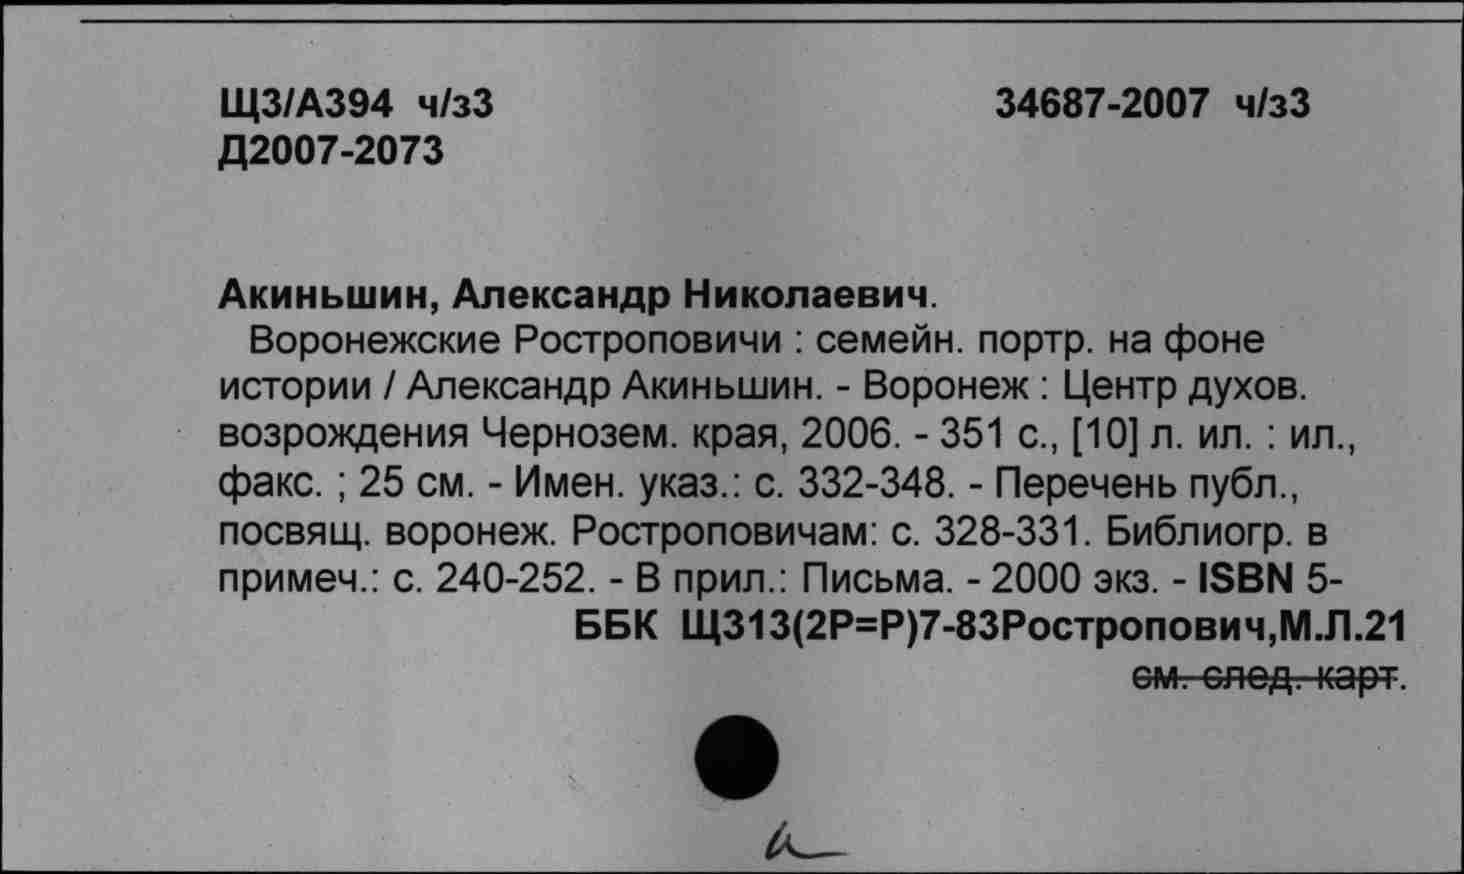 ЩЗ/А394 ч/з3 34687-2007 ч/з3
Д2007-2073
Акиньшин, Александр Николаевич.
Воронежские Ростроповичи : семейн. портр. на фоне
истории / Александр Акиньшин. - Воронеж : Центр духов.
возрождения Чернозем. края, 2006. - 351 с., [10] л. ил. : ил.,
факс. ; 25 см. - Имен. указ.: с. 332-348. - Перечень публ.,
посвящ. воронеж. Ростроповичам: с. 328-331. Библиогр. в
примеч.: с. 240-252. - В прил.: Письма. - 2000 экз. - ISBN 5-
ББК Щ313(2Р=Р)7-83Ростропович,М.Л.21
см. след. карт.